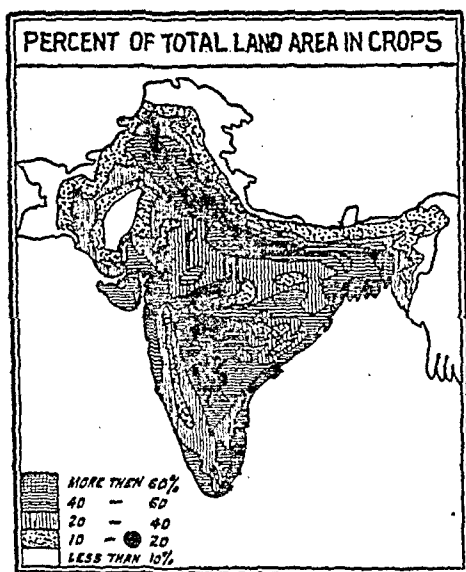 PERCENT OF TOTAL LAND AREA IN CROPS
MORE THEN 60%
40 - 60
20 - 40
10 - 20
LESS THAN 10%